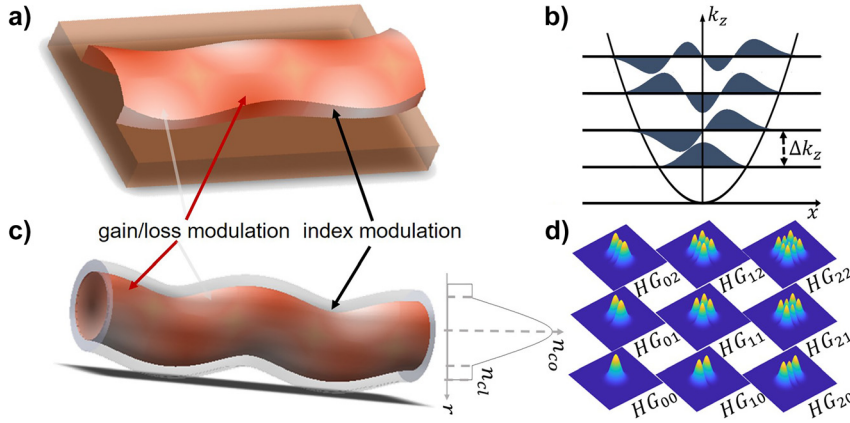 a)
b)
k_z
Δk_z
x
gain/loss modulation
index modulation
c)
n_co
n_cl
r
d)
HG_02
HG_12
HG_22
HG_01
HG_11
HG_21
HG_00
HG_10
HG_20